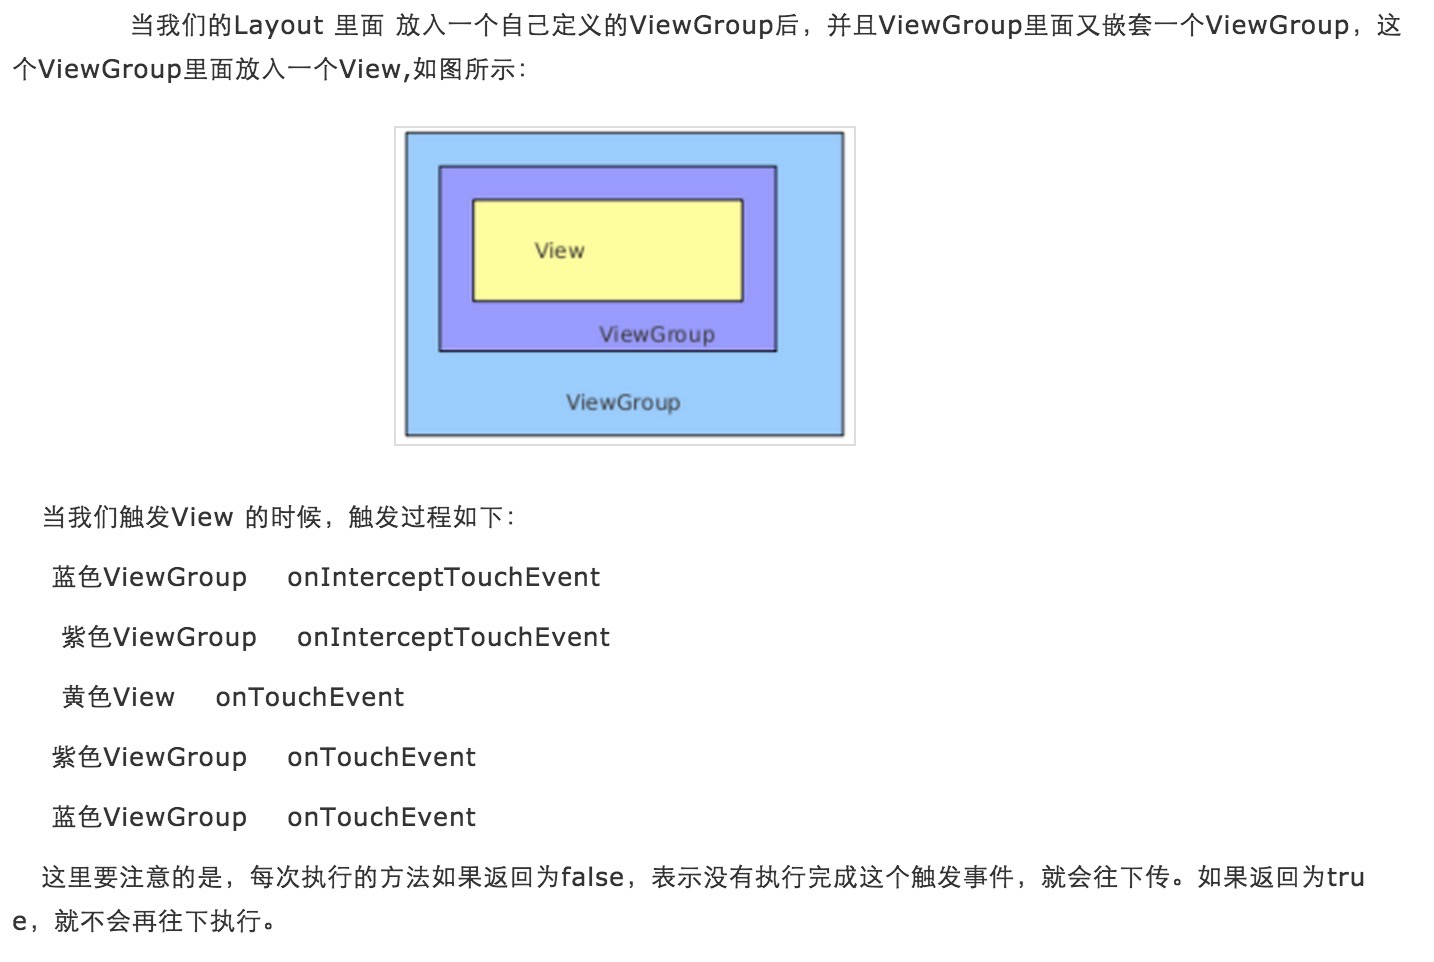 当我们的Layout 里面 放入一个自己定义的ViewGroup后，并且ViewGroup里面又嵌套一个ViewGroup，这
个ViewGroup里面放入一个View,如图所示：
View
ViewGroup
ViewGroup
当我们触发View 的时候，触发过程如下：
蓝色ViewGroup onInterceptTouchEvent
紫色ViewGroup onInterceptTouchEvent
黄色View onTouchEvent
紫色ViewGroup onTouchEvent
蓝色ViewGroup onTouchEvent
这里要注意的是，每次执行的方法如果返回为false，表示没有执行完成这个触发事件，就会往下传。如果返回为tru
e，就不会再往下执行。